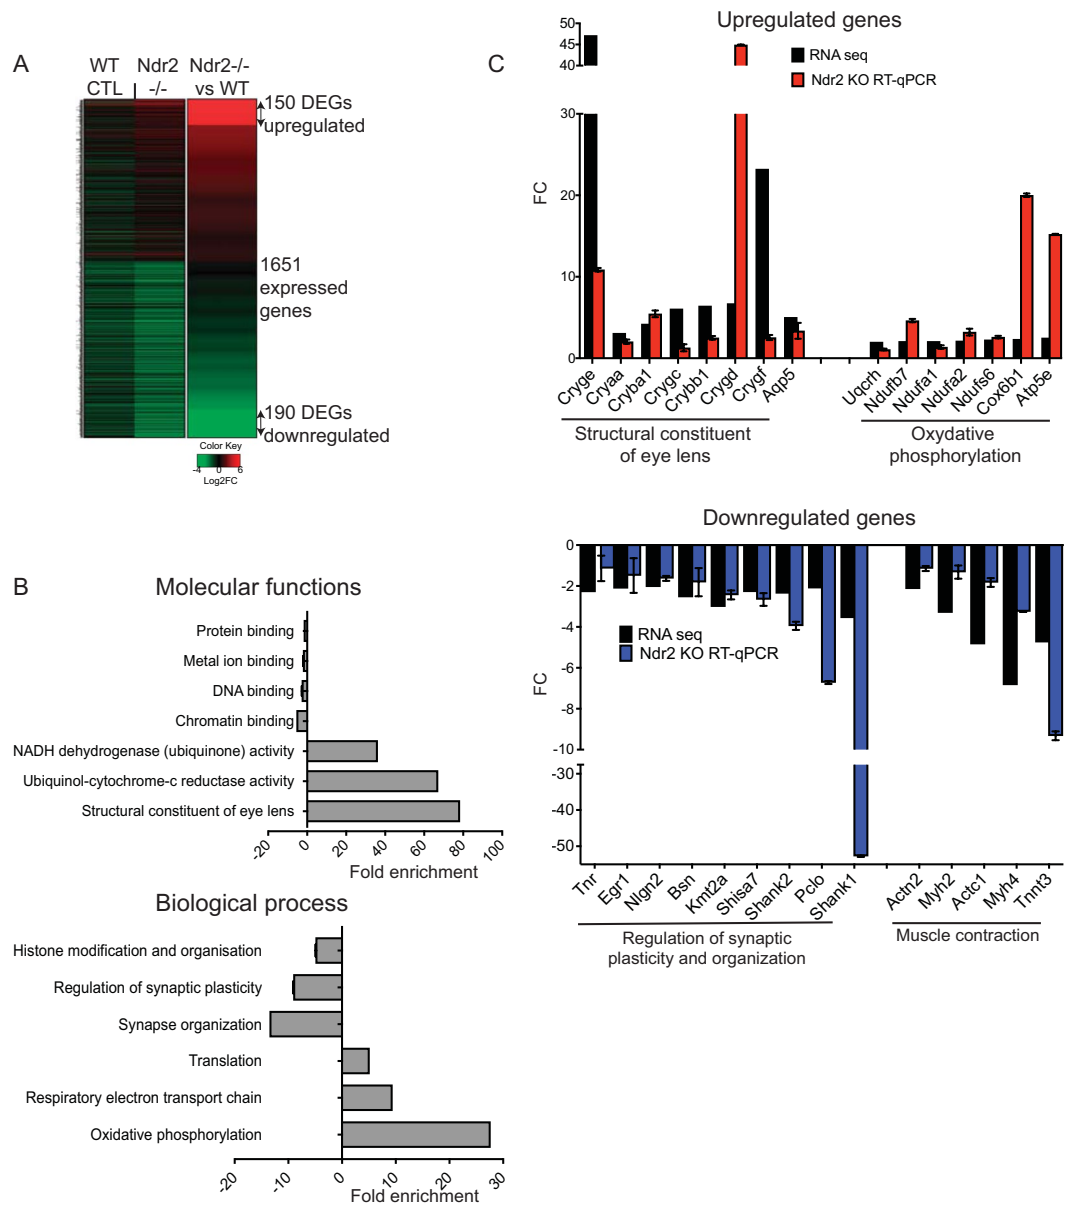 A
WT
CTL
Ndr2
-/-
Ndr2-/-
vs WT
150 DEGs
upregulated
1651
expressed
genes
190 DEGs
downregulated
Color Key
-4 0 6
Log2FC
B
Molecular functions
Protein binding
Metal ion binding
DNA binding
Chromatin binding
NADH dehydrogenase (ubiquinone) activity
Ubiquinol-cytochrome-c reductase activity
Structural constituent of eye lens
-20 0 20 40 60 80 100
Fold enrichment
Biological process
Histone modification and organisation
Regulation of synaptic plasticity
Synapse organization
Translation
Respiratory electron transport chain
Oxidative phosphorylation
-20 -10 0 10 20 30
Fold enrichment
C
Upregulated genes
RNA seq
Ndr2 KO RT-qPCR
50
45
40
30
20
10
0
FC
Cryge Cryaa Cryba1 Crygc Crybb1 Crygd Crygf Aqp5 Uqcrh Ndufb7 Ndufa1 Ndufa2 Ndufs6 Cox6b1 Atp5e
Structural constituent
of eye lens
Oxydative
phosphorylation
Downregulated genes
0
-2
-4
-6
-8
-10
-30
-40
-50
FC
RNA seq
Ndr2 KO RT-qPCR
Tnr Egr1 Nlgn2 Bsn Kmt2a Shisa7 Shank2 Pclo Shank1 Actn2 Myh2 Actc1 Myh4 Tnnt3
Regulation of synaptic
plasticity and organization
Muscle contraction